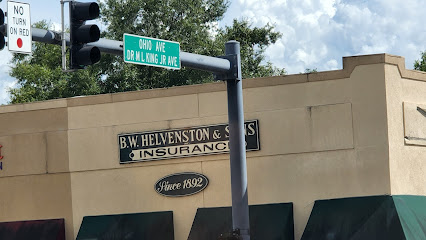 NO
TURN
ON
RED
OHIO AVE
DR M L KING JR AVE
B.W. HELVENSTON & SONS
INSURANCE
Since 1892